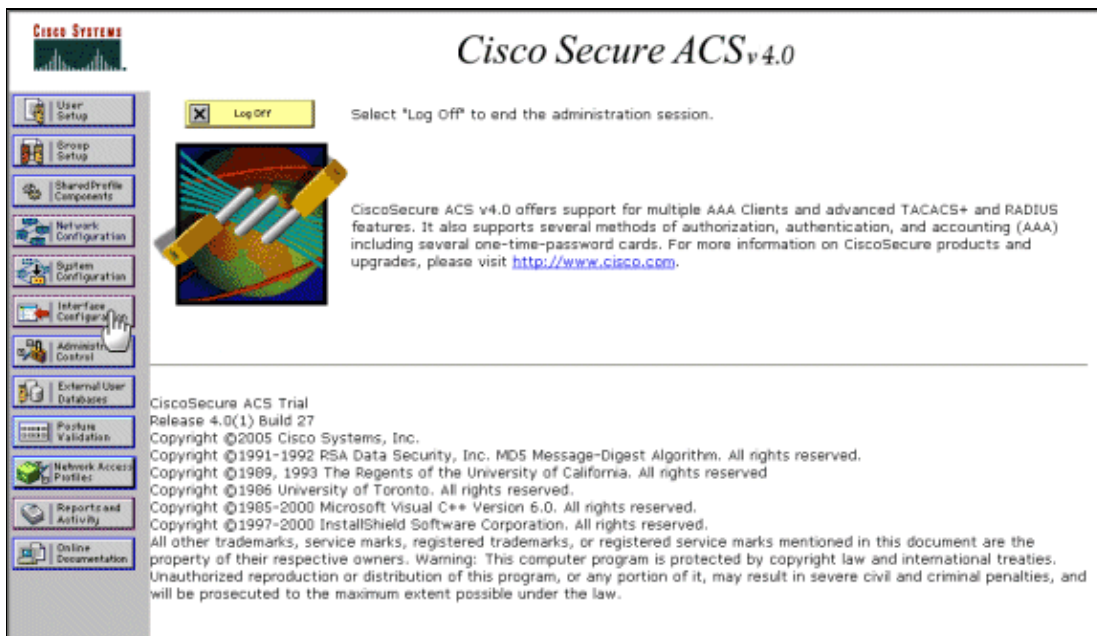 CISCO SYSTEMS
Cisco Secure ACS v 4.0
User
Setup
Group
Setup
Shared Profile
Components
Network
Configuration
System
Configuration
Interface
Administ
Control
External User
Databases
Posture
Validation
Network Access
Profiles
Reports and
Activity
Online
Documentation
Log Off
Select "Log Off" to end the administration session.
CiscoSecure ACS v4.0 offers support for multiple AAA Clients and advanced TACACS+ and RADIUS
features. It also supports several methods of authorization, authentication, and accounting (AAA)
including several one-time-password cards. For more information on CiscoSecure products and
upgrades, please visit http://www.cisco.com.
CiscoSecure ACS Trial
Release 4.0(1) Build 27
Copyright ©2005 Cisco Systems, Inc.
Copyright ©1991-1992 RSA Data Security, Inc. MD5 Message-Digest Algorithm. All rights reserved.
Copyright ©1989, 1993 The Regents of the University of California. All rights reserved
Copyright ©1986 University of Toronto. All rights reserved.
Copyright ©1985-2000 Microsoft Visual C++ Version 6.0. All rights reserved.
Copyright ©1997-2000 InstallShield Software Corporation. All rights reserved.
All other trademarks, service marks, registered trademarks, or registered service marks mentioned in this document are the
property of their respective owners. Warning: This computer program is protected by copyright law and international treaties.
Unauthorized reproduction or distribution of this program, or any portion of it, may result in severe civil and criminal penalties, and
will be prosecuted to the maximum extent possible under the law.